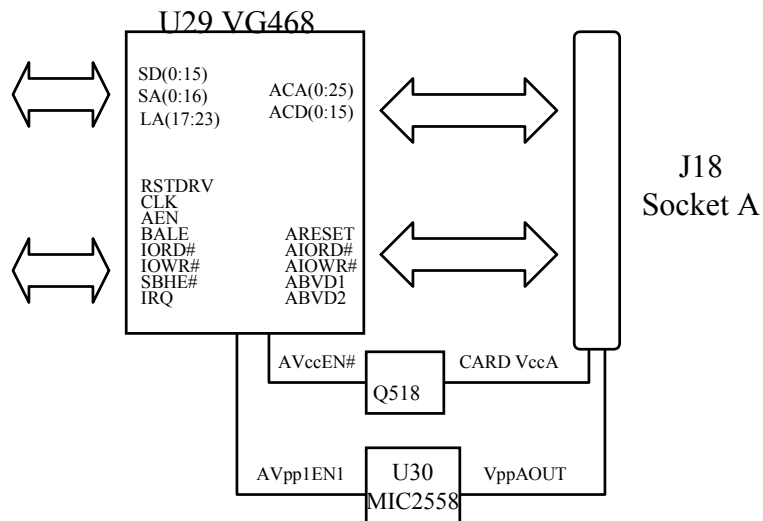 U29 VG468
SD(0:15)
SA(0:16)
LA(17:23)
ACA(0:25)
ACD(0:15)
RSTDRV
CLK
AEN
BALE
IORD#
IOWR#
SBHE#
IRQ
ARESET
AIORD#
AIOWR#
ABVD1
ABVD2
J18
Socket A
AVccEN#
Q518
CARD VccA
AVpp1EN1
U30
MIC2558
VppAOUT